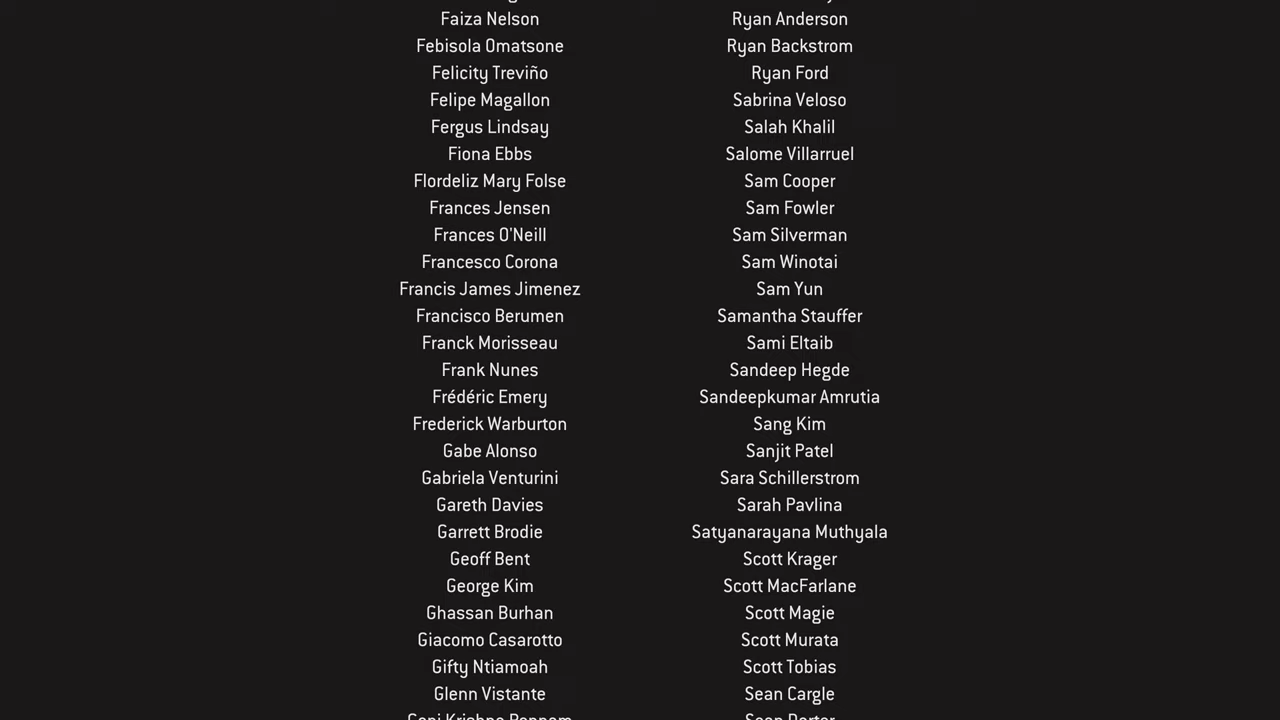 Faiza Nelson
Febisola Omatsone
Felicity Treviño
Felipe Magallon
Fergus Lindsay
Fiona Ebbs
Flordeliz Mary Folse
Frances Jensen
Frances O'Neill
Francesco Corona
Francis James Jimenez
Francisco Berumen
Franck Morisseau
Frank Nunes
Frédéric Emery
Frederick Warburton
Gabe Alonso
Gabriela Venturini
Gareth Davies
Garrett Brodie
Geoff Bent
George Kim
Ghassan Burhan
Giacomo Casarotto
Gifty Ntiamoah
Glenn Vistante
Ryan Anderson
Ryan Backstrom
Ryan Ford
Sabrina Veloso
Salah Khalil
Salome Villarruel
Sam Cooper
Sam Fowler
Sam Silverman
Sam Winotai
Sam Yun
Samantha Stauffer
Sami Eltaib
Sandeep Hegde
Sandeepkumar Amrutia
Sang Kim
Sanjit Patel
Sara Schillerstrom
Sarah Pavlina
Satyanarayana Muthyala
Scott Krager
Scott MacFarlane
Scott Magie
Scott Murata
Scott Tobias
Sean Cargle